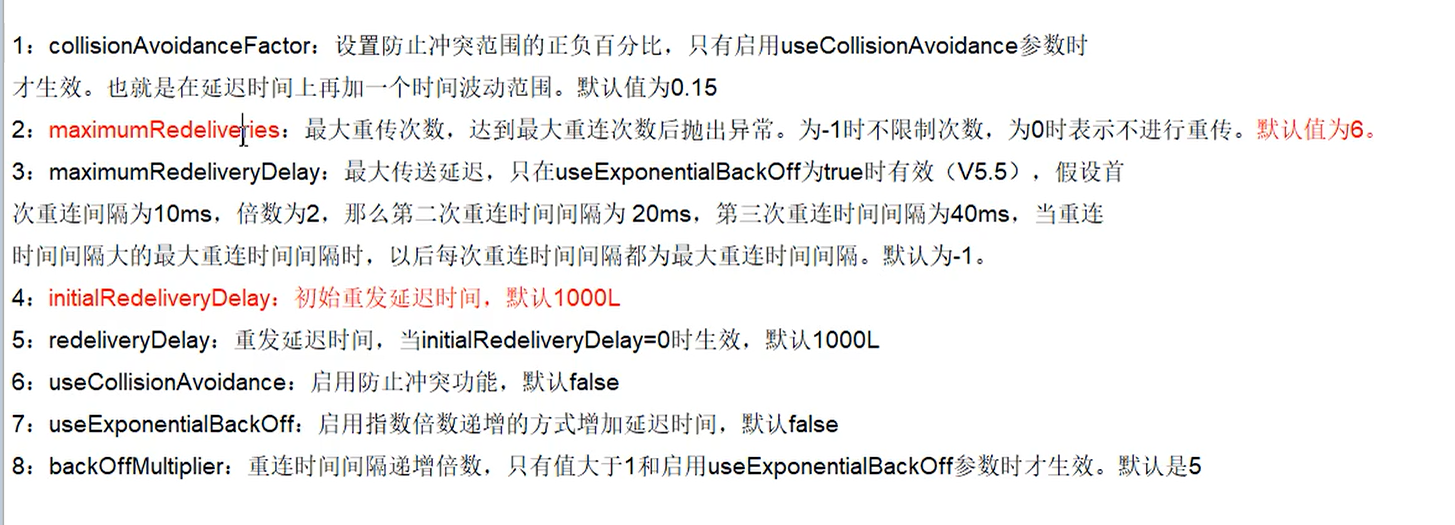 1：collisionAvoidanceFactor：设置防止冲突范围的正负百分比，只有启用useCollisionAvoidance参数时
才生效。也就是在延迟时间上再加一个时间波动范围。默认值为0.15
2：maximumRedeliveries：最大重传次数，达到最大重连次数后抛出异常。为-1时不限制次数，为0时表示不进行重传。默认值为6。
3：maximumRedeliveryDelay：最大传送延迟，只在useExponentialBackOff为true时有效（V5.5），假设首
次重连间隔为10ms，倍数为2，那么第二次重连时间间隔为 20ms，第三次重连时间间隔为40ms，当重连
时间间隔大的最大重连时间间隔时，以后每次重连时间间隔都为最大重连时间间隔。默认为-1。
4：initialRedeliveryDelay：初始重发延迟时间，默认1000L
5：redeliveryDelay：重发延迟时间，当initialRedeliveryDelay=0时生效，默认1000L
6：useCollisionAvoidance：启用防止冲突功能，默认false
7：useExponentialBackOff：启用指数倍数递增的方式增加延迟时间，默认false
8：backOffMultiplier：重连时间间隔递增倍数，只有值大于1和启用useExponentialBackOff参数时才生效。默认是5